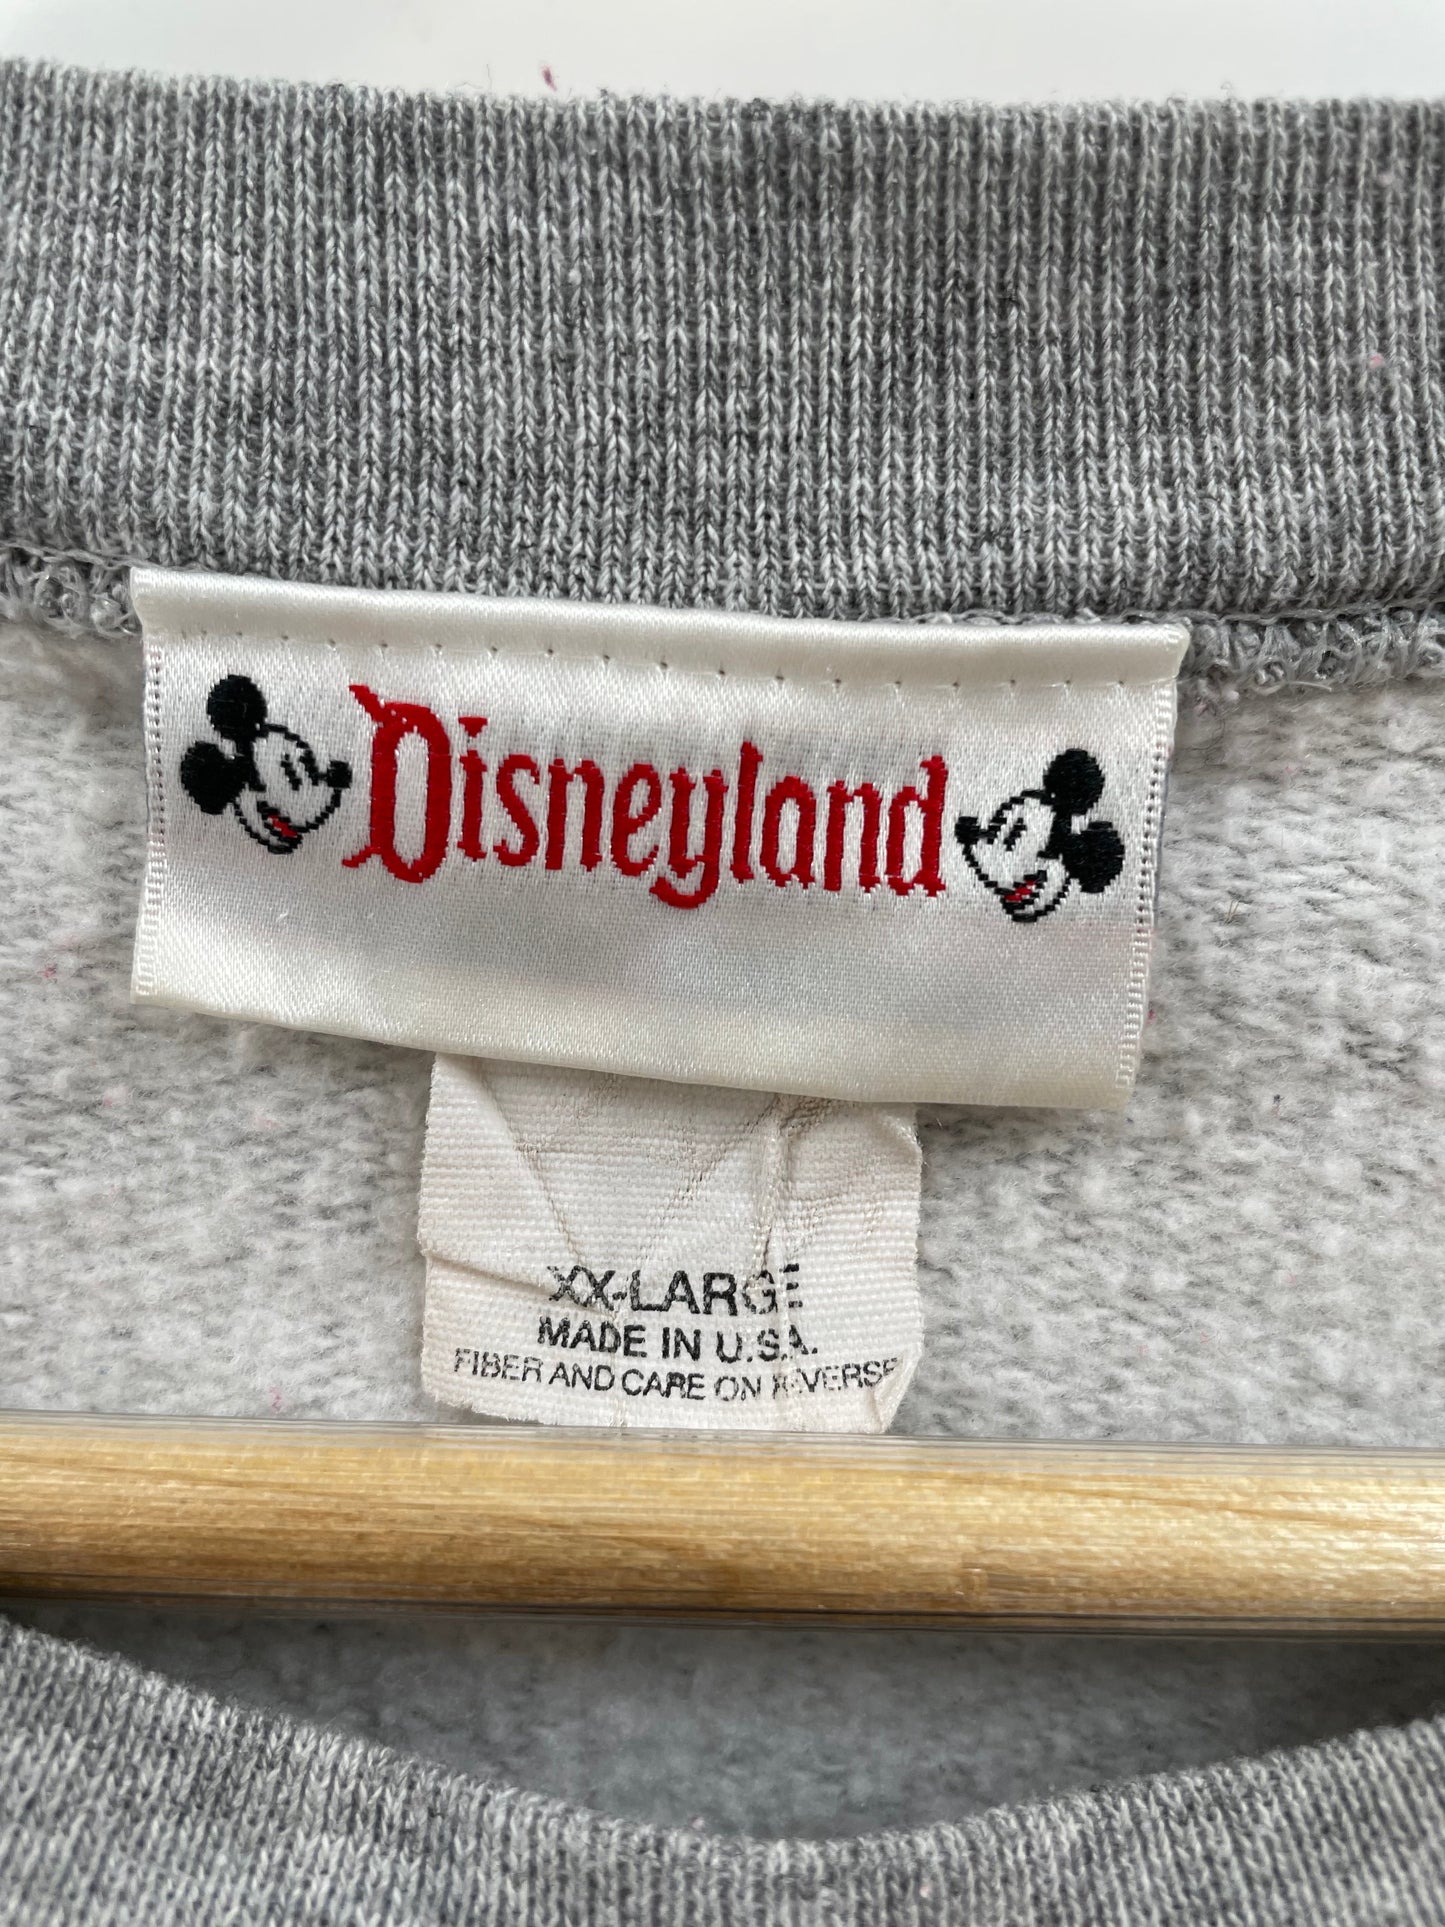 Disneyland
XX-LARGE
MADE IN U.S.A.
FIBER AND CARE ON REVERSE